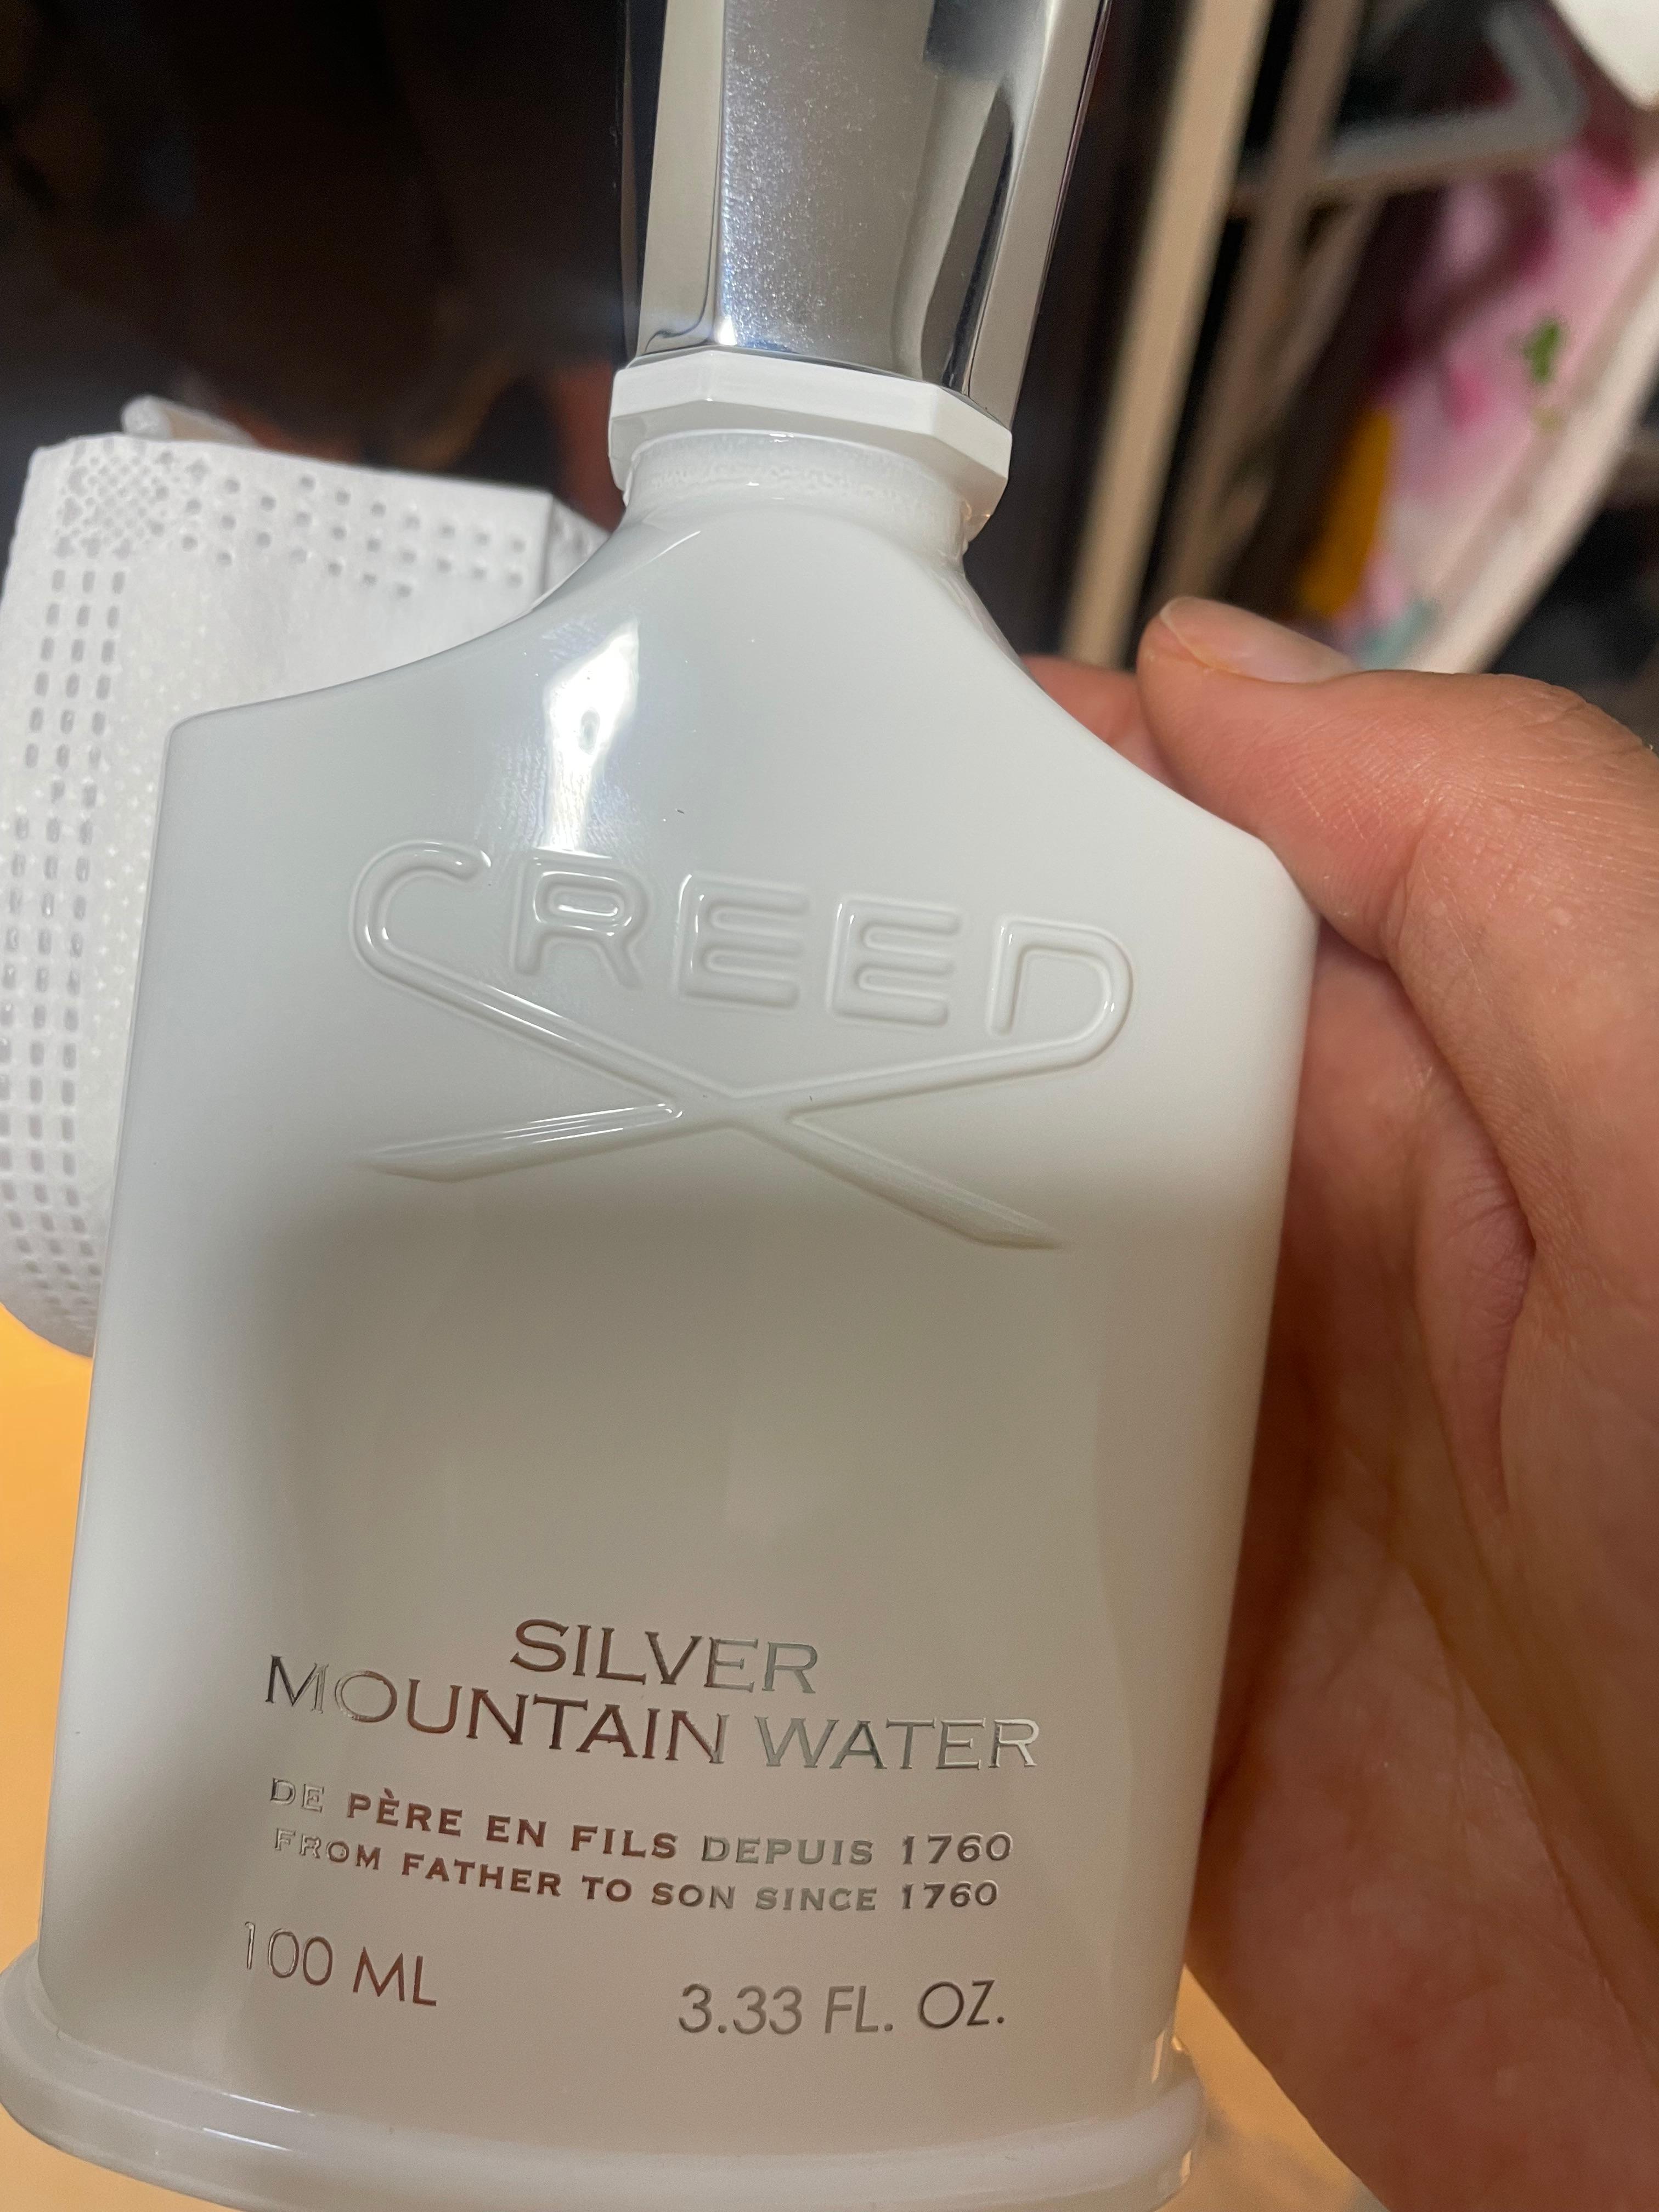 CREED
SILVER
MOUNTAIN WATER
DE PÈRE EN FILS DEPUIS 1760
FROM FATHER TO SON SINCE 1760
100 ML
3.33 FL. OZ.